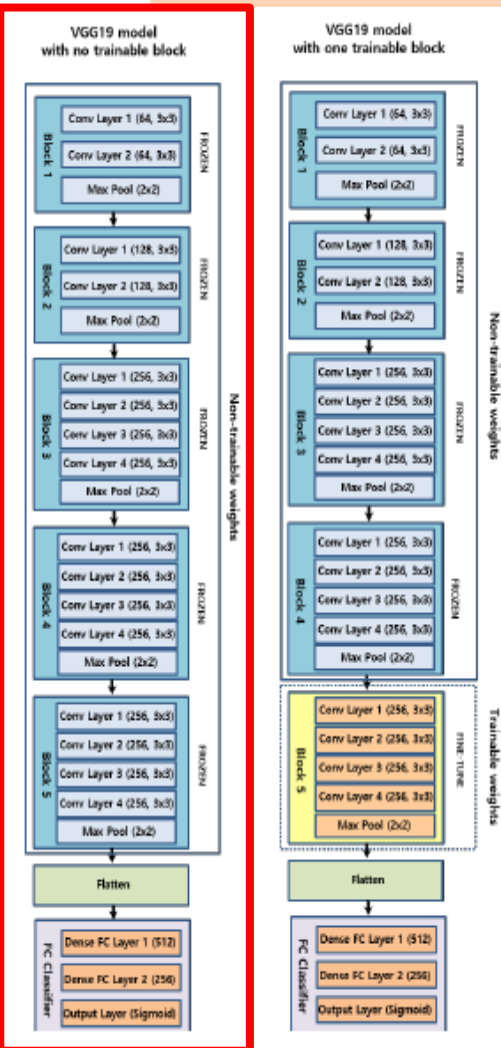 VGG19 model
with no trainable block
Block 1
Conv Layer 1 (64, 3x3)
Conv Layer 2 (64, 3x3)
Max Pool (2x2)
FROZEN
Block 2
Conv Layer 1 (128, 3x3)
Conv Layer 2 (128, 3x3)
Max Pool (2x2)
FROZEN
Block 3
Conv Layer 1 (256, 3x3)
Conv Layer 2 (256, 3x3)
Conv Layer 3 (256, 3x3)
Conv Layer 4 (256, 3x3)
Max Pool (2x2)
FROZEN
Block 4
Conv Layer 1 (256, 3x3)
Conv Layer 2 (256, 3x3)
Conv Layer 3 (256, 3x3)
Conv Layer 4 (256, 3x3)
Max Pool (2x2)
FROZEN
Block 5
Conv Layer 1 (256, 3x3)
Conv Layer 2 (256, 3x3)
Conv Layer 3 (256, 3x3)
Conv Layer 4 (256, 3x3)
Max Pool (2x2)
FROZEN
Non-trainable weights
Flatten
FC Classifier
Dense FC Layer 1 (512)
Dense FC Layer 2 (256)
Output Layer (Sigmoid)
VGG19 model
with one trainable block
Block 1
Conv Layer 1 (64, 3x3)
Conv Layer 2 (64, 3x3)
Max Pool (2x2)
FROZEN
Block 2
Conv Layer 1 (128, 3x3)
Conv Layer 2 (128, 3x3)
Max Pool (2x2)
FROZEN
Block 3
Conv Layer 1 (256, 3x3)
Conv Layer 2 (256, 3x3)
Conv Layer 3 (256, 3x3)
Conv Layer 4 (256, 3x3)
Max Pool (2x2)
FROZEN
Block 4
Conv Layer 1 (256, 3x3)
Conv Layer 2 (256, 3x3)
Conv Layer 3 (256, 3x3)
Conv Layer 4 (256, 3x3)
Max Pool (2x2)
FROZEN
Non-trainable weights
Block 5
Conv Layer 1 (256, 3x3)
Conv Layer 2 (256, 3x3)
Conv Layer 3 (256, 3x3)
Conv Layer 4 (256, 3x3)
Max Pool (2x2)
FINE-TUNE
Trainable weights
Flatten
FC Classifier
Dense FC Layer 1 (512)
Dense FC Layer 2 (256)
Output Layer (Sigmoid)